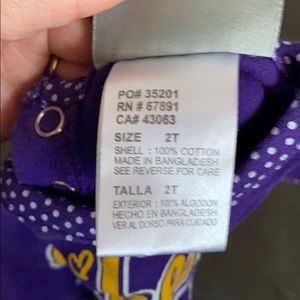 PO# 35201
RN # 67891
CA# 43063
SIZE 2T
SHELL : 100% COTTON
MADE IN BANGLADESH
SEE REVERSE FOR CARE
TALLA 2T
EXTERIOR : 100% ALGODON
HECHO EN BANGLADESH
VER AL DORSO PARA CUIDADO